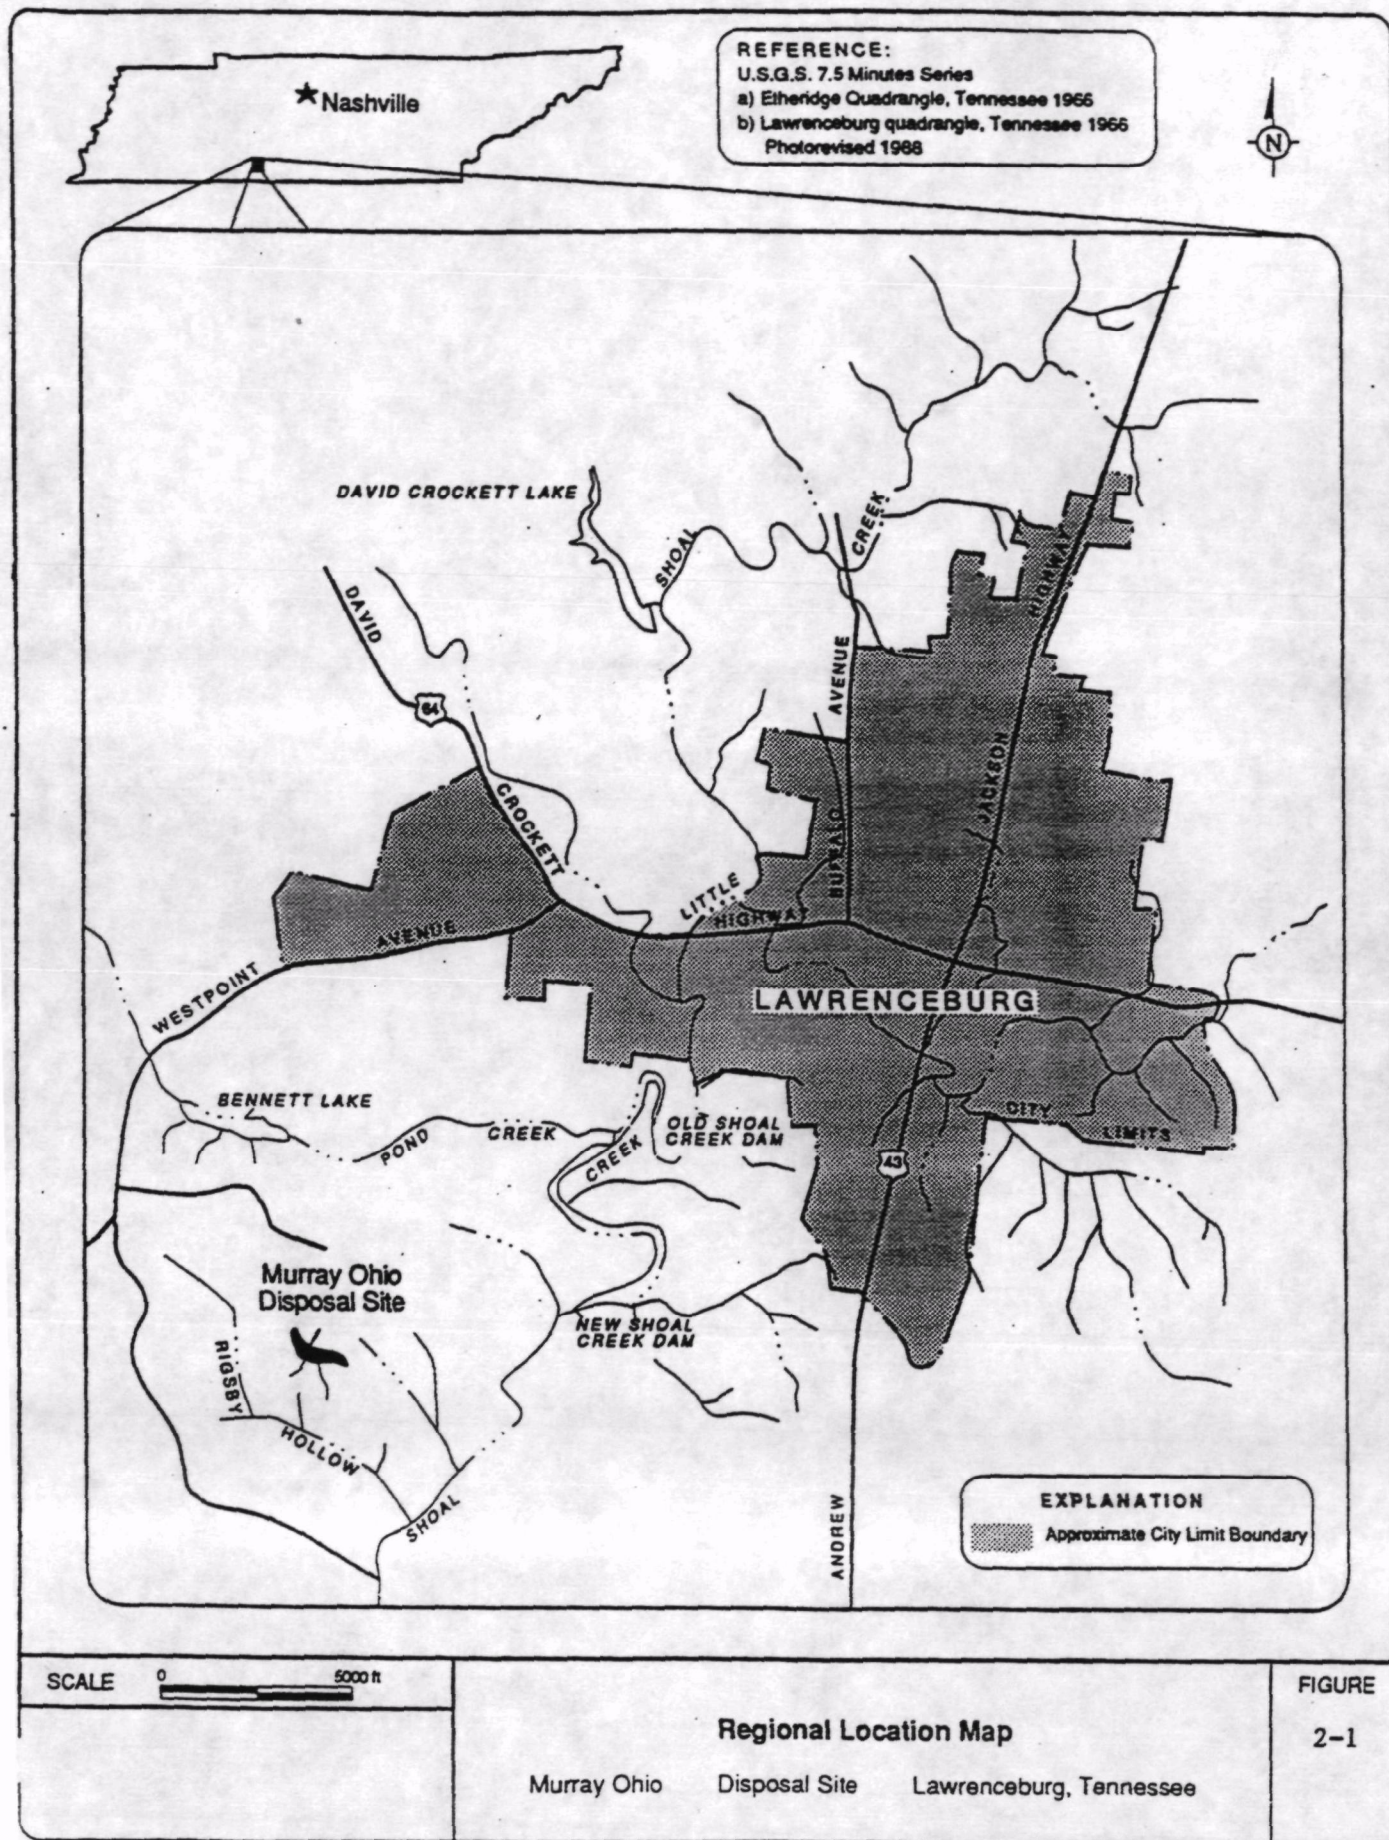 REFERENCE:
U.S.G.S. 7.5 Minutes Series
a) Etheridge Quadrangle, Tennessee 1966
b) Lawrenceburg quadrangle, Tennessee 1966
Photorevised 1988
Nashville
N
DAVID CROCKETT LAKE
SHOAL
CREEK
HIGHWAY
DAVID
64
AVENUE
JACKSON
CROCKETT
BUFFALO
LITTLE
HIGHWAY
AVENUE
WESTPOINT
LAWRENCEBURG
BENNETT LAKE
POND
CREEK
CREEK
OLD SHOAL
CREEK DAM
CITY
LIMITS
43
Murray Ohio
Disposal Site
NEW SHOAL
CREEK DAM
RIGSBY
HOLLOW
SHOAL
ANDREW
EXPLANATION
Approximate City Limit Boundary
SCALE
0
5000 ft
Regional Location Map
Murray Ohio Disposal Site Lawrenceburg, Tennessee
FIGURE
2-1